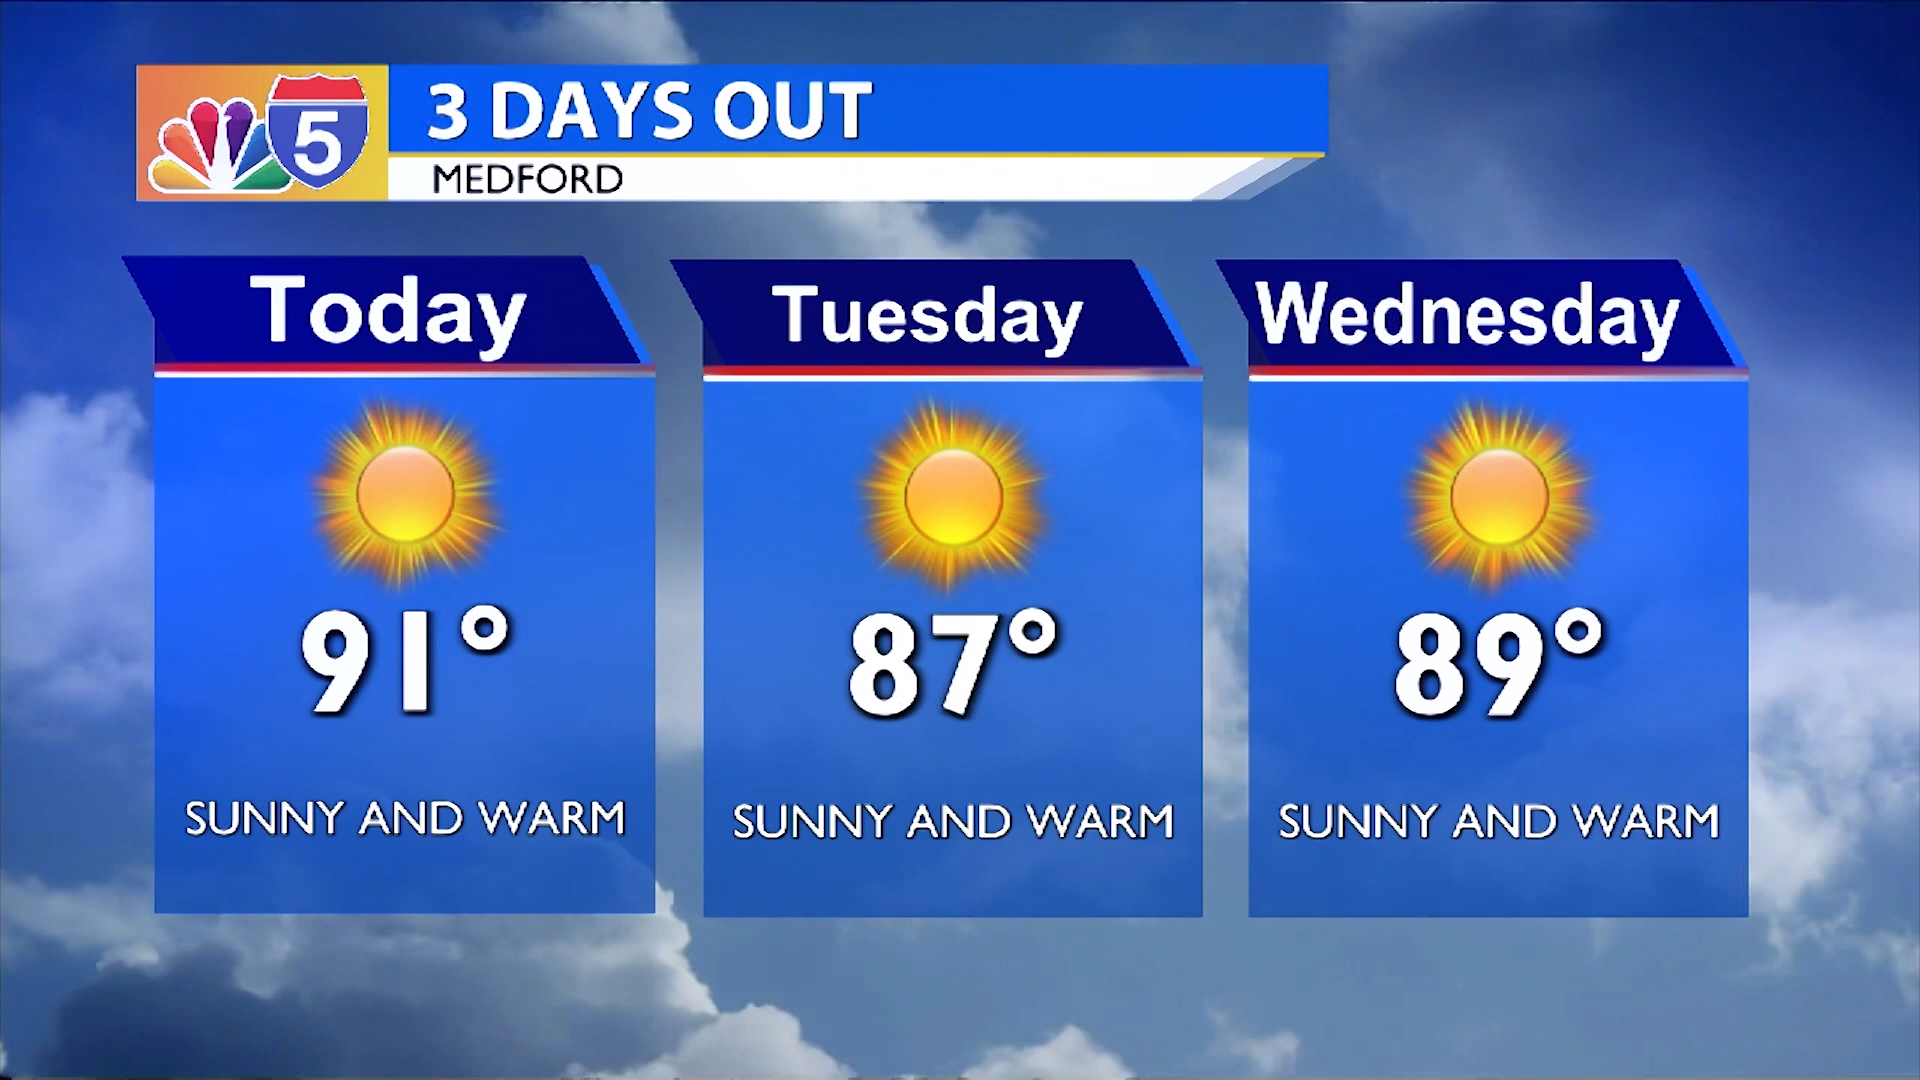 5
3 DAYS OUT
MEDFORD
Today
91°
SUNNY AND WARM
Tuesday
87°
SUNNY AND WARM
Wednesday
89°
SUNNY AND WARM